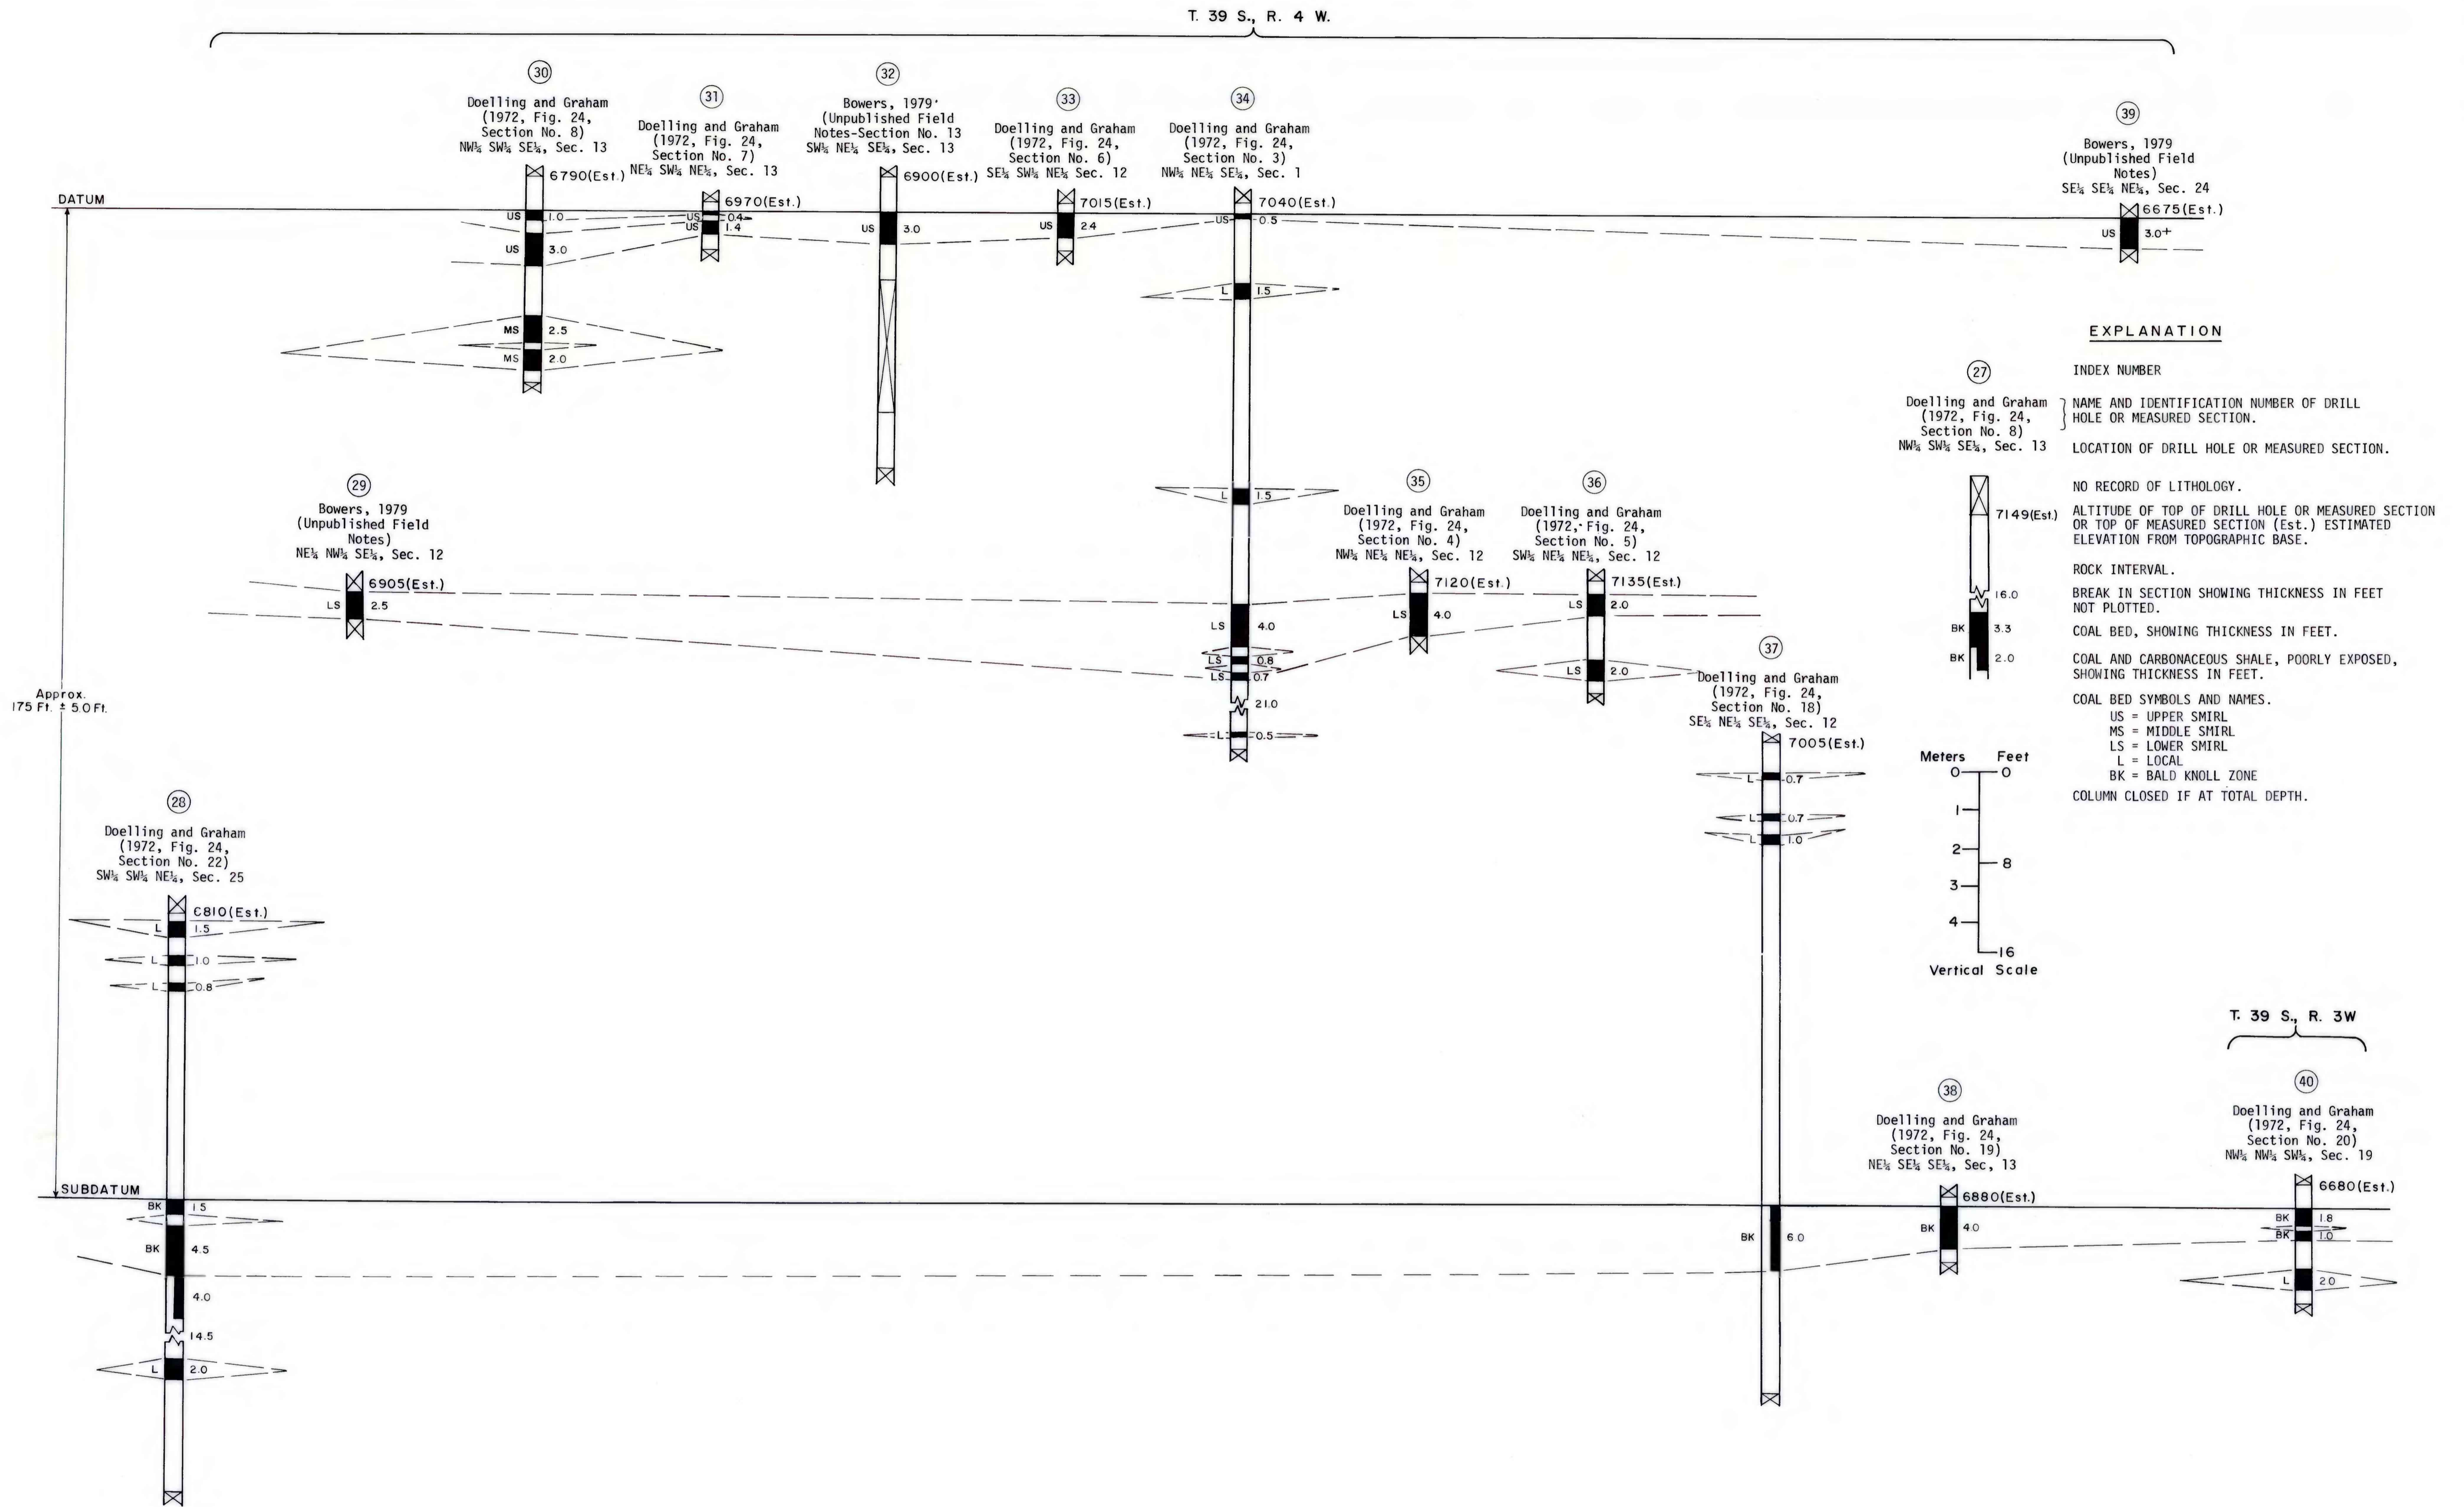 T. 39 S., R. 4 W.
30
Doelling and Graham
(1972, Fig. 24,
Section No. 8)
NW¼ SW¼ SE¼, Sec. 13
6790(Est.)
US 1.0
US 3.0
MS 2.5
MS 2.0
31
Doelling and Graham
(1972, Fig. 24,
Section No. 7)
NE¼ SW¼ NE¼, Sec. 13
6970(Est.)
US 0.4
US 1.4
32
Bowers, 1979
(Unpublished Field
Notes-Section No. 13
SW¼ NE¼ SE¼, Sec. 13
6900(Est.)
US 3.0
33
Doelling and Graham
(1972, Fig. 24,
Section No. 6)
SE¼ SW¼ NE¼ Sec. 12
7015(Est.)
US 2.4
34
Doelling and Graham
(1972, Fig. 24,
Section No. 3)
NW¼ NE¼ SE¼, Sec. 1
7040(Est.)
US 0.5
L 1.5
L 1.5
LS 4.0
LS 0.8
LS 0.7
21.0
L 0.5
39
Bowers, 1979
(Unpublished Field
Notes)
SE¼ SE¼ NE¼, Sec. 24
6675(Est.)
US 3.0+
DATUM
Approx.
175 Ft. ± 5.0 Ft.
SUBDATUM
29
Bowers, 1979
(Unpublished Field
Notes)
NE¼ NW¼ SE¼, Sec. 12
6905(Est.)
LS 2.5
35
Doelling and Graham
(1972, Fig. 24,
Section No. 4)
NW¼ NE¼ NE¼, Sec. 12
7120(Est.)
LS 4.0
36
Doelling and Graham
(1972, Fig. 24,
Section No. 5)
SW¼ NE¼ NE¼, Sec. 12
7135(Est.)
LS 2.0
LS 2.0
37
Doelling and Graham
(1972, Fig. 24,
Section No. 18)
SE¼ NE¼ SE¼, Sec. 12
7005(Est.)
L 0.7
L 0.7
L 1.0
BK 6.0
28
Doelling and Graham
(1972, Fig. 24,
Section No. 22)
SW¼ SW¼ NE¼, Sec. 25
6810(Est.)
L 1.5
L 1.0
L 0.8
BK 1.5
BK 4.5
4.0
14.5
L 2.0
38
Doelling and Graham
(1972, Fig. 24,
Section No. 19)
NE¼ SE¼ SE¼, Sec, 13
6880(Est.)
BK 4.0
T. 39 S., R. 3W
40
Doelling and Graham
(1972, Fig. 24,
Section No. 20)
NW¼ NW¼ SW¼, Sec. 19
6680(Est.)
BK 1.8
BK 1.0
L 2.0
EXPLANATION
27
INDEX NUMBER
Doelling and Graham
(1972, Fig. 24,
Section No. 8)
NW¼ SW¼ SE¼, Sec. 13
NAME AND IDENTIFICATION NUMBER OF DRILL
HOLE OR MEASURED SECTION.
LOCATION OF DRILL HOLE OR MEASURED SECTION.
NO RECORD OF LITHOLOGY.
7149(Est.)
ALTITUDE OF TOP OF DRILL HOLE OR MEASURED SECTION
OR TOP OF MEASURED SECTION (Est.) ESTIMATED
ELEVATION FROM TOPOGRAPHIC BASE.
ROCK INTERVAL.
16.0
BREAK IN SECTION SHOWING THICKNESS IN FEET
NOT PLOTTED.
BK 3.3
COAL BED, SHOWING THICKNESS IN FEET.
BK 2.0
COAL AND CARBONACEOUS SHALE, POORLY EXPOSED,
SHOWING THICKNESS IN FEET.
COAL BED SYMBOLS AND NAMES.
US = UPPER SMIRL
MS = MIDDLE SMIRL
LS = LOWER SMIRL
L = LOCAL
BK = BALD KNOLL ZONE
COLUMN CLOSED IF AT TOTAL DEPTH.
Meters Feet
0 0
1
2
8
3
4
16
Vertical Scale